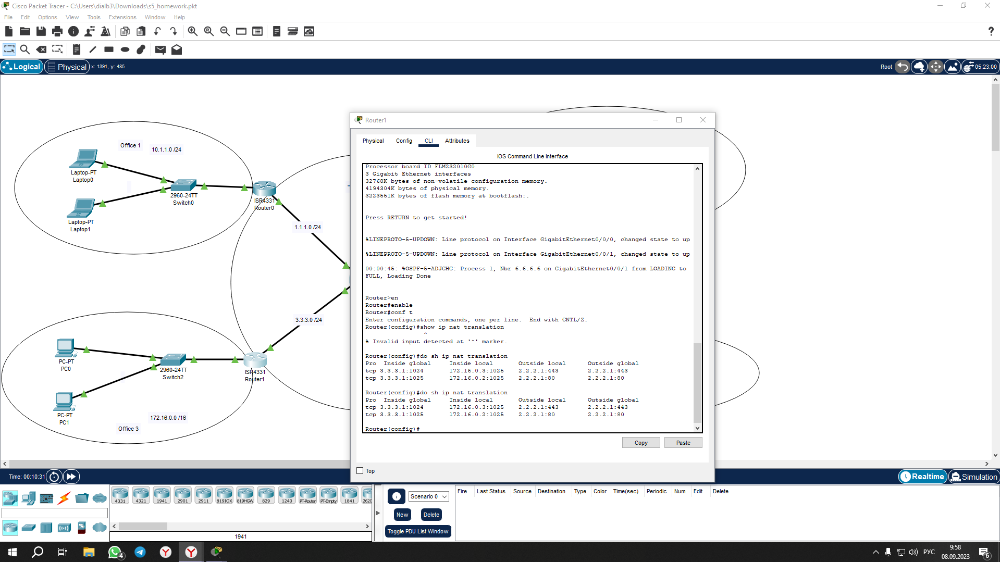 Cisco Packet Tracer - C:\Users\dialb3\Downloads\s5_homework.pkt
File Edit Options View Tools Extensions Window Help
Logical Physical x: 1391, y: 485
Root 05:23:00
Office 1 10.1.1.0 /24
Laptop-PT
Laptop0
Laptop-PT
Laptop1
2960-24TT
Switch0
ISR4331
Router0
1.1.1.0 /24
3.3.3.0 /24
PC-PT
PC0
PC-PT
PC1
2960-24TT
Switch2
ISR4331
Router1
172.16.0.0 /16
Office 3
Router1
Physical Config CLI Attributes
IOS Command Line Interface
Processor board ID FLM232010G0
3 Gigabit Ethernet interfaces
32768K bytes of non-volatile configuration memory.
4194304K bytes of physical memory.
3223551K bytes of flash memory at bootflash:.
Press RETURN to get started!
%LINEPROTO-5-UPDOWN: Line protocol on Interface GigabitEthernet0/0/0, changed state to up
%LINEPROTO-5-UPDOWN: Line protocol on Interface GigabitEthernet0/0/1, changed state to up
00:00:45: %OSPF-5-ADJCHG: Process 1, Nbr 6.6.6.6 on GigabitEthernet0/0/1 from LOADING to
FULL, Loading Done
Router>en
Router#enable
Router#conf t
Enter configuration commands, one per line.  End with CNTL/Z.
Router(config)#show ip nat translation
^
% Invalid input detected at '^' marker.
Router(config)#do sh ip nat translation
Pro  Inside global     Inside local       Outside local      Outside global
tcp 3.3.3.1:1024       172.16.0.3:1025    2.2.2.1:443        2.2.2.1:443
tcp 3.3.3.1:1025       172.16.0.2:1025    2.2.2.1:80         2.2.2.1:80
Router(config)#do sh ip nat translation
Pro  Inside global     Inside local       Outside local      Outside global
tcp 3.3.3.1:1024       172.16.0.3:1025    2.2.2.1:443        2.2.2.1:443
tcp 3.3.3.1:1025       172.16.0.2:1025    2.2.2.1:80         2.2.2.1:80
Router(config)#
Copy Paste
Top
Time: 00:10:31
Realtime Simulation
4331 4321 1941 2901 2911 819IOX 819HGW 829 1240 PT-Router PT-Empty 1841 2620
1941
Scenario 0
New Delete
Toggle PDU List Window
Fire Last Status Source Destination Type Color Time(sec) Periodic Num Edit Delete
4
РУС
9:58
08.09.2023
6